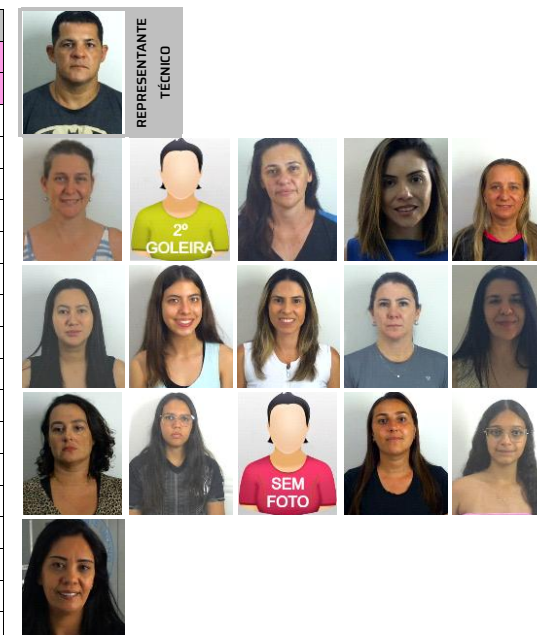 REPRESENTANTE
TÉCNICO
2º
GOLEIRA
SEM
FOTO